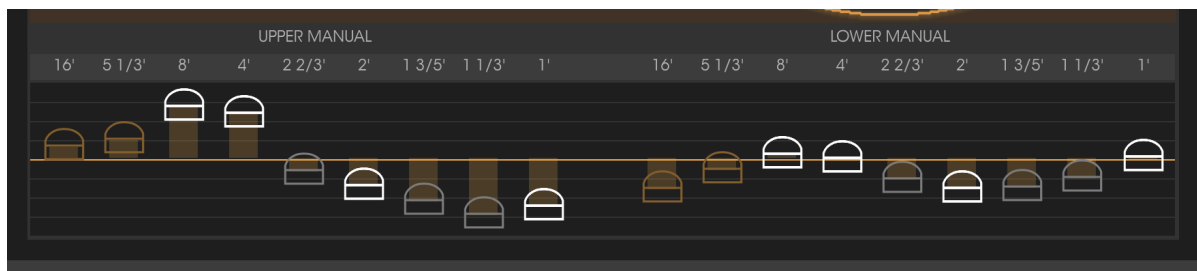 UPPER MANUAL LOWER MANUAL
16' 5 1/3' 8' 4' 2 2/3' 2' 1 3/5' 1 1/3' 1' 16' 5 1/3' 8' 4' 2 2/3' 2' 1 3/5' 1 1/3' 1'